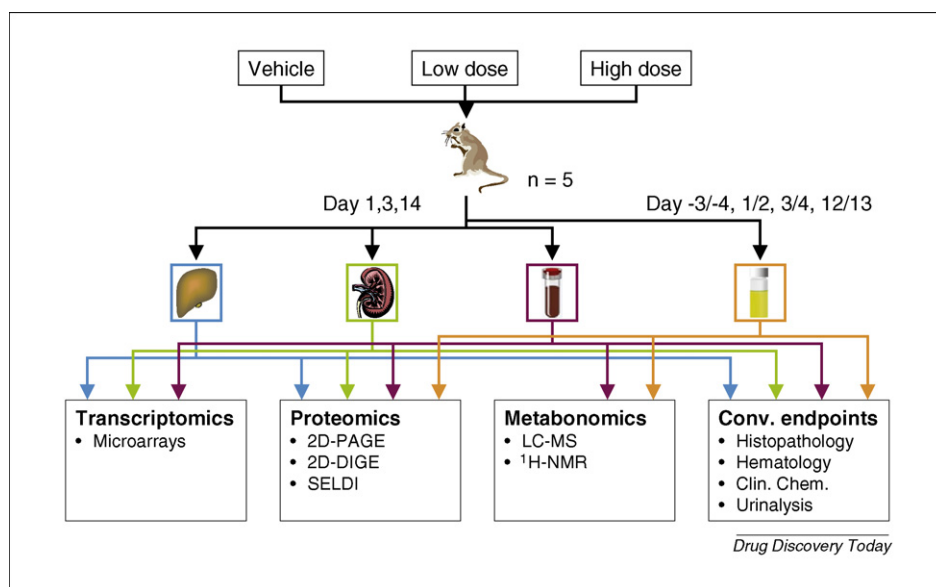 Vehicle
Low dose
High dose
n = 5
Day 1,3,14
Day -3/-4, 1/2, 3/4, 12/13
Transcriptomics
• Microarrays
Proteomics
• 2D-PAGE
• 2D-DIGE
• SELDI
Metabonomics
• LC-MS
• ¹H-NMR
Conv. endpoints
• Histopathology
• Hematology
• Clin. Chem.
• Urinalysis
Drug Discovery Today